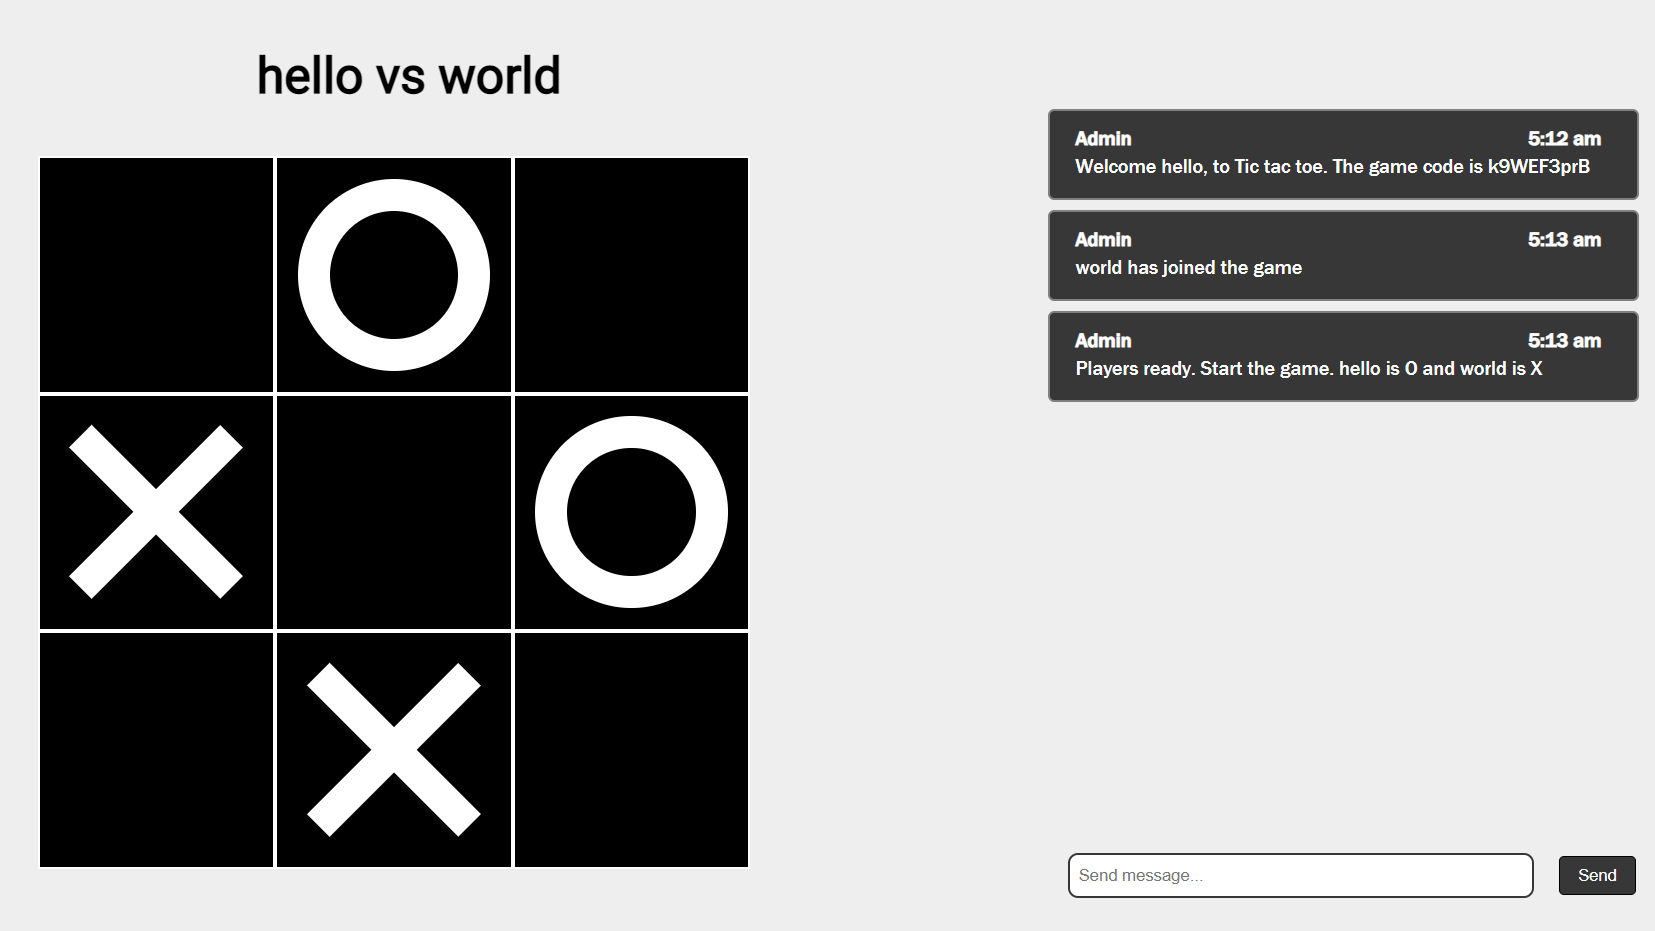 hello vs world
Admin 5:12 am
Welcome hello, to Tic tac toe. The game code is k9WEF3prB
Admin 5:13 am
world has joined the game
Admin 5:13 am
Players ready. Start the game. hello is O and world is X
O
X O
X
Send message... Send